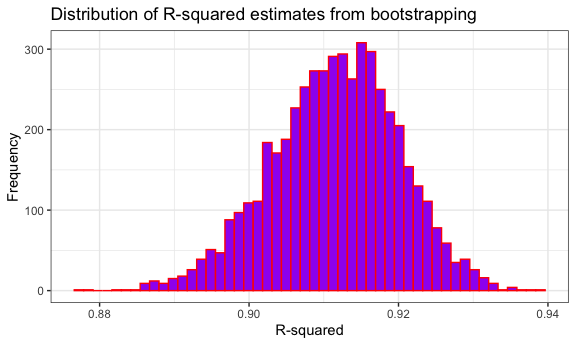 Distribution of R-squared estimates from bootstrapping
300
200
100
0
Frequency
0.88
0.90
0.92
0.94
R-squared